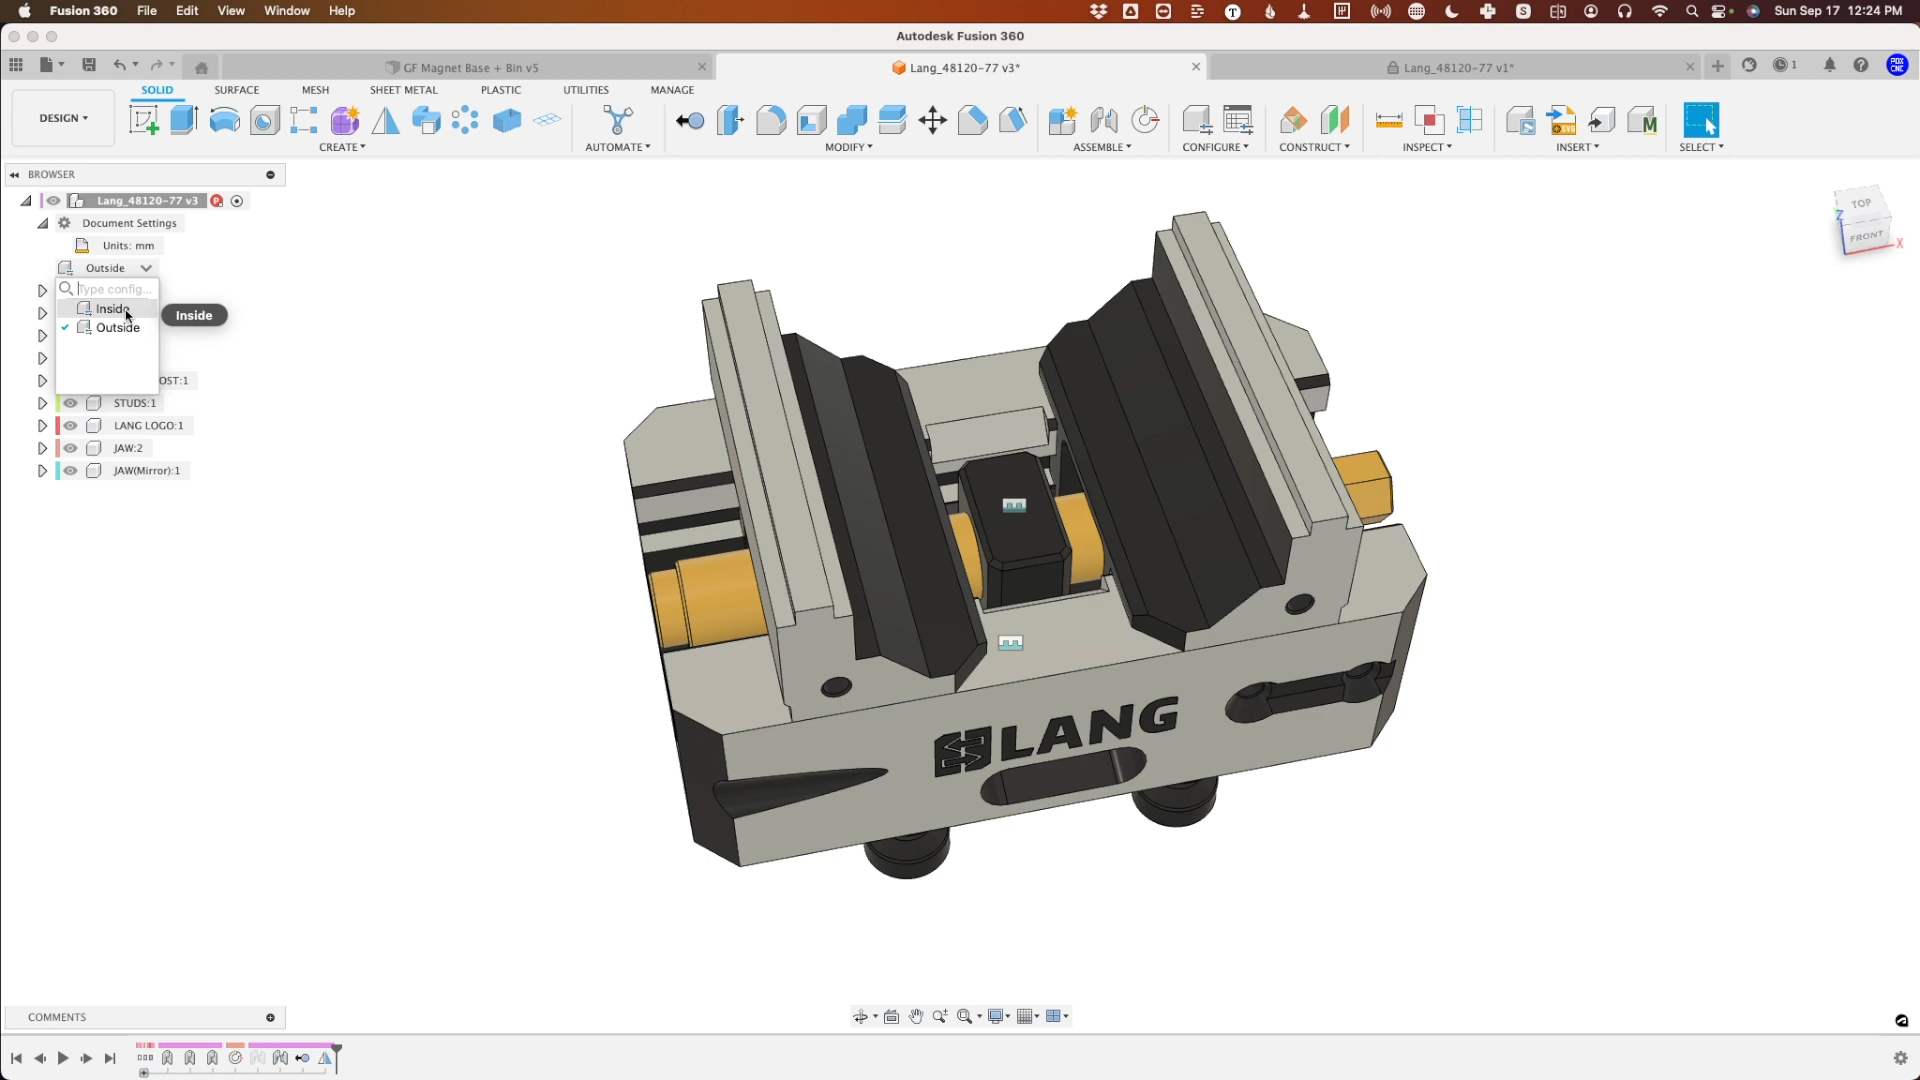 Fusion 360 File Edit View Window Help
Sun Sep 17 12:24 PM
Autodesk Fusion 360
GF Magnet Base + Bin v5
Lang_48120-77 v3*
Lang_48120-77 v1*
1
PDX CNC
DESIGN
SOLID SURFACE MESH SHEET METAL PLASTIC UTILITIES MANAGE
CREATE AUTOMATE MODIFY ASSEMBLE CONFIGURE CONSTRUCT INSPECT INSERT SELECT
BROWSER
Lang_48120-77 v3
Document Settings
Units: mm
Outside
Type config...
Inside
Inside
Outside
OST:1
STUDS:1
LANG LOGO:1
JAW:2
JAW(Mirror):1
TOP
FRONT
Z
X
LANG
COMMENTS